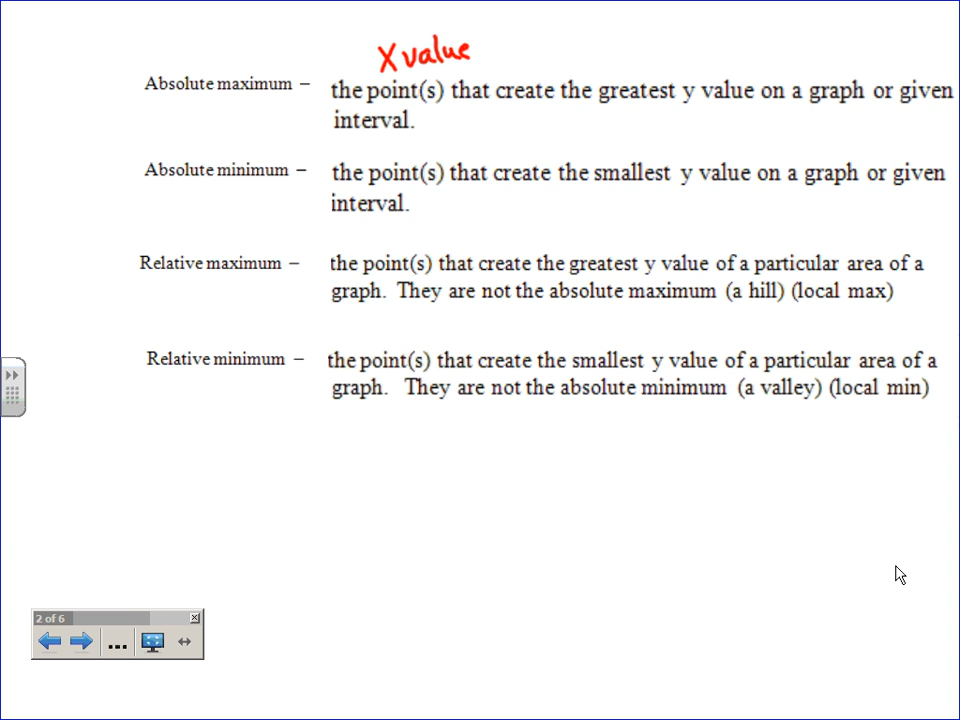 X value
Absolute maximum – the point(s) that create the greatest y value on a graph or given
interval.
Absolute minimum – the point(s) that create the smallest y value on a graph or given
interval.
Relative maximum – the point(s) that create the greatest y value of a particular area of a
graph. They are not the absolute maximum (a hill) (local max)
Relative minimum – the point(s) that create the smallest y value of a particular area of a
graph. They are not the absolute minimum (a valley) (local min)
2 of 6
...